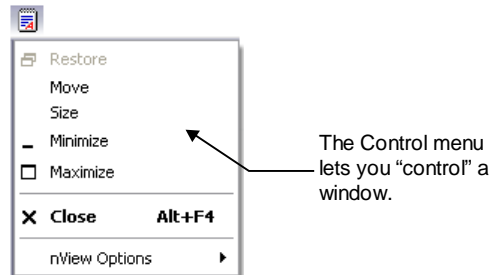 Restore
Move
Size
Minimize
Maximize
Close Alt+F4
nView Options
The Control menu
lets you “control” a
window.